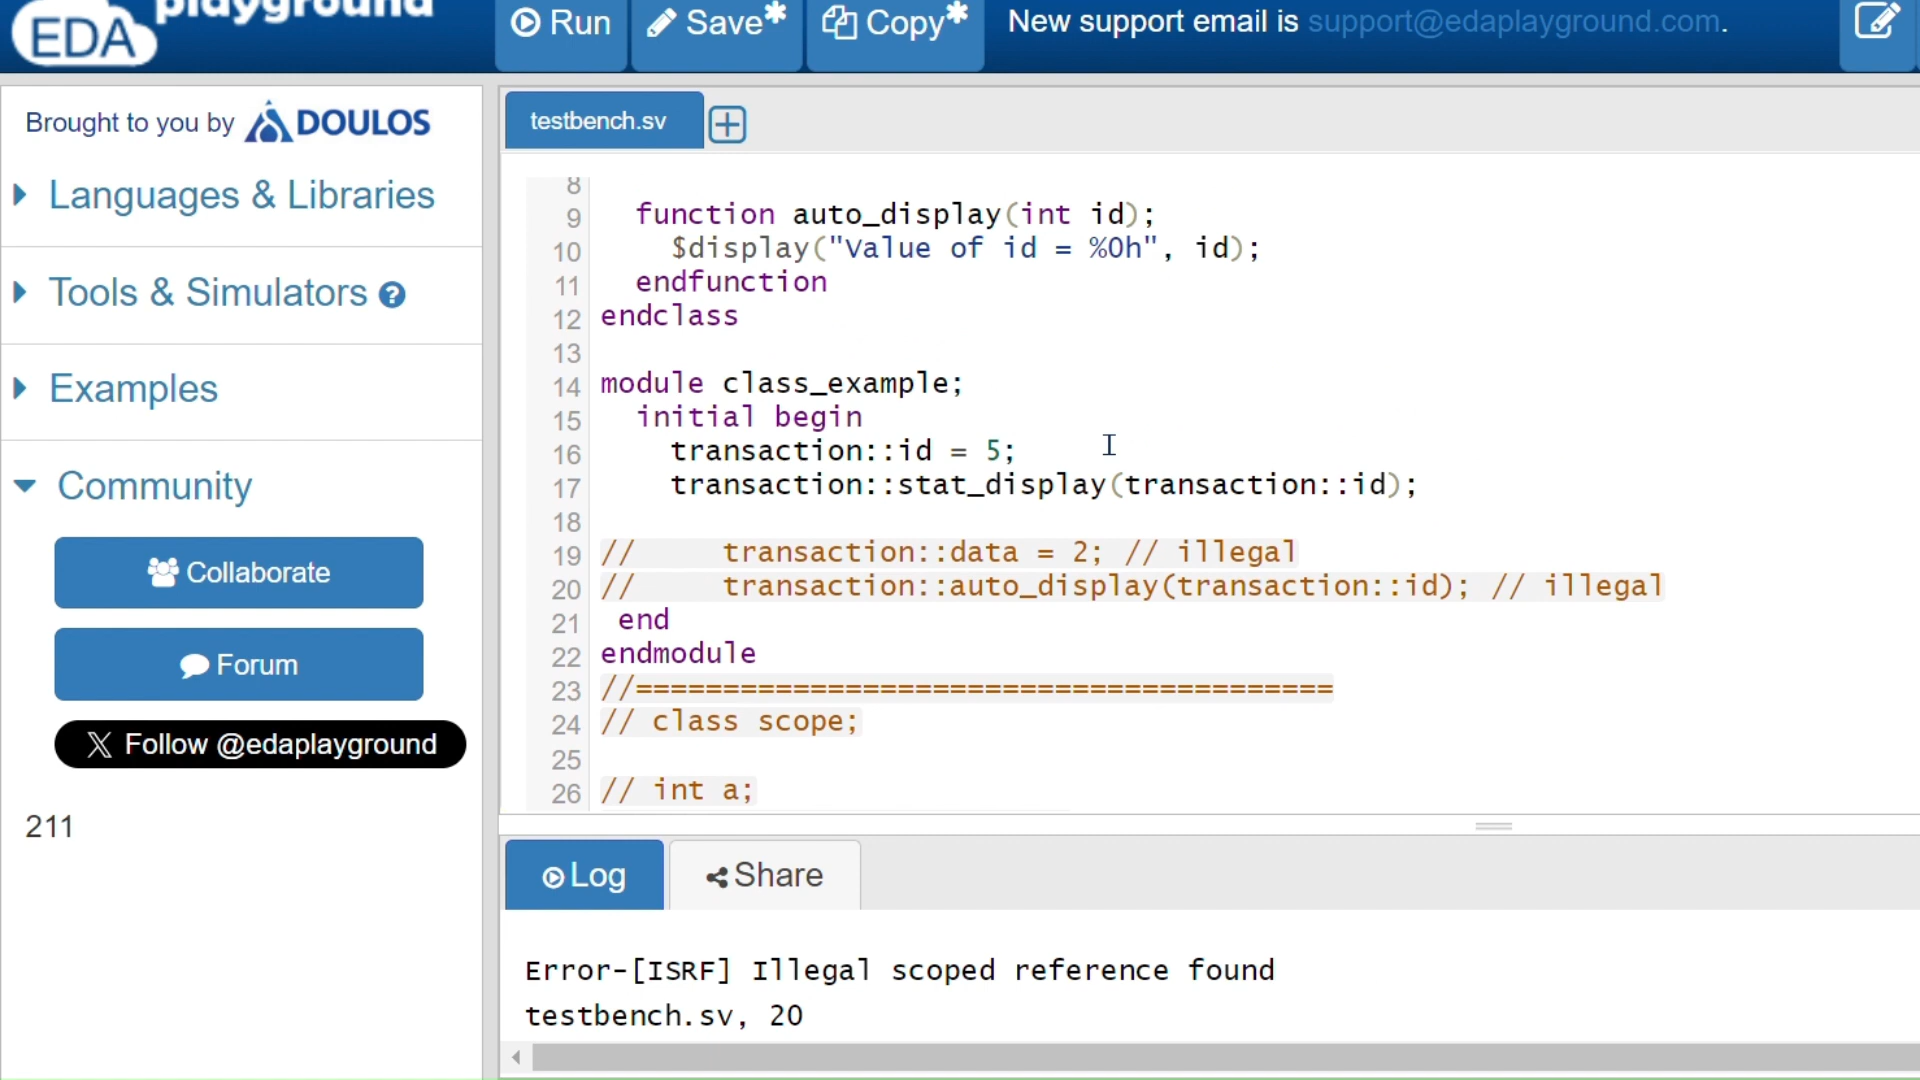 EDA playground
Run Save* Copy* New support email is support@edaplayground.com.
Brought to you by DOULOS
Languages & Libraries
Tools & Simulators ?
Examples
Community
Collaborate
Forum
X Follow @edaplayground
211
testbench.sv
8
9 function auto_display(int id);
10 $display("Value of id = %0h", id);
11 endfunction
12 endclass
13
14 module class_example;
15 initial begin
16 transaction::id = 5;
17 transaction::stat_display(transaction::id);
18
19 // transaction::data = 2; // illegal
20 // transaction::auto_display(transaction::id); // illegal
21 end
22 endmodule
23 //========================================
24 // class scope;
25
26 // int a;
Log Share
Error-[ISRF] Illegal scoped reference found
testbench.sv, 20